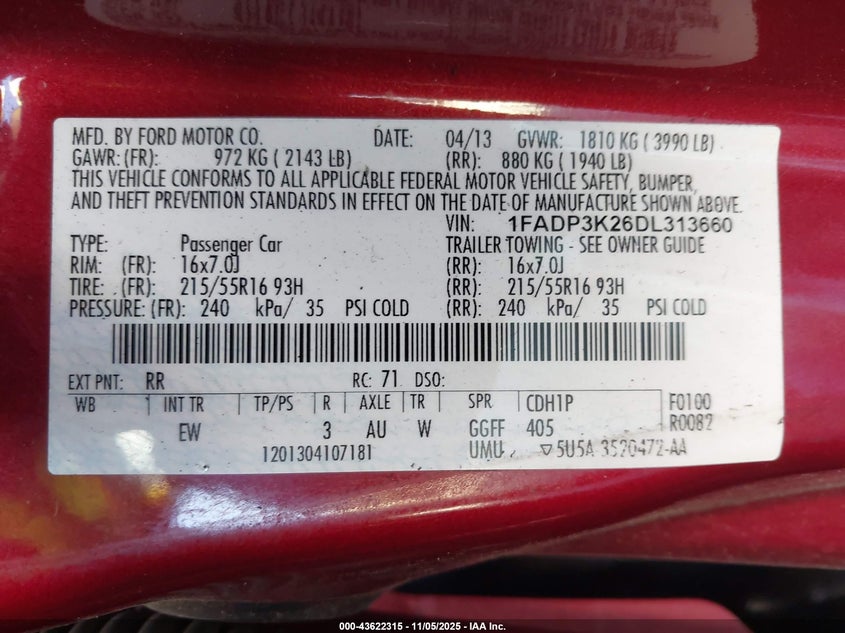 MFD. BY FORD MOTOR CO. DATE: 04/13 GVWR: 1810 KG ( 3990 LB)
GAWR: (FR): 972 KG ( 2143 LB) (RR): 880 KG ( 1940 LB)
THIS VEHICLE CONFORMS TO ALL APPLICABLE FEDERAL MOTOR VEHICLE SAFETY, BUMPER,
AND THEFT PREVENTION STANDARDS IN EFFECT ON THE DATE OF MANUFACTURE SHOWN ABOVE.
VIN: 1FADP3K26DL313660
TYPE: Passenger Car TRAILER TOWING - SEE OWNER GUIDE
RIM: (FR): 16x7.0J (RR): 16x7.0J
TIRE: (FR): 215/55R16 93H (RR): 215/55R16 93H
PRESSURE: (FR): 240 kPa/ 35 PSI COLD (RR): 240 kPa/ 35 PSI COLD
EXT PNT: RR RC: 71 DSO:
WB INT TR TP/PS R AXLE TR SPR CDH1P F0100
EW 3 AU W GGFF 405 R0082
1201304107181 UMU 5U5A-3520472-AA
000-43622315 - 11/05/2025 - IAA Inc.